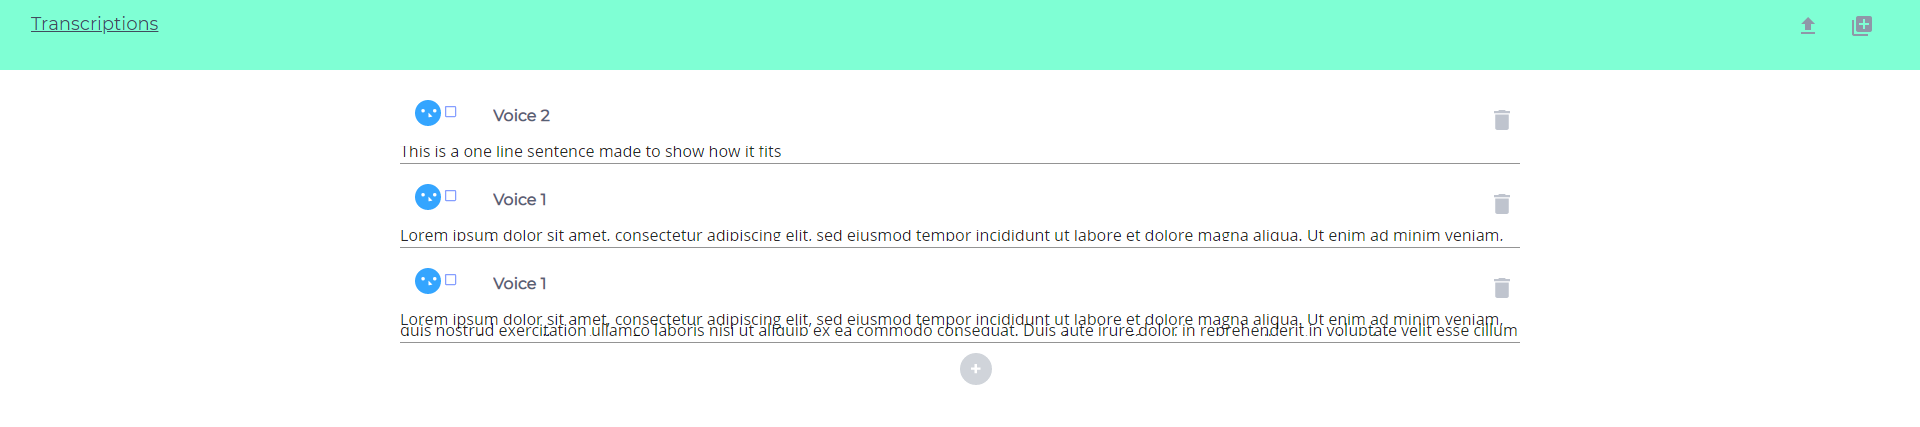 Transcriptions
Voice 2
This is a one line sentence made to show how it fits
Voice 1
Lorem ipsum dolor sit amet, consectetur adipiscing elit, sed eiusmod tempor incididunt ut labore et dolore magna aliqua. Ut enim ad minim veniam,
Voice 1
Lorem ipsum dolor sit amet, consectetur adipiscing elit, sed eiusmod tempor incididunt ut labore et dolore magna aliqua. Ut enim ad minim veniam,
quis nostrud exercitation ullamco laboris nisi ut aliquip ex ea commodo consequat. Duis aute irure dolor in reprehenderit in voluptate velit esse cillum